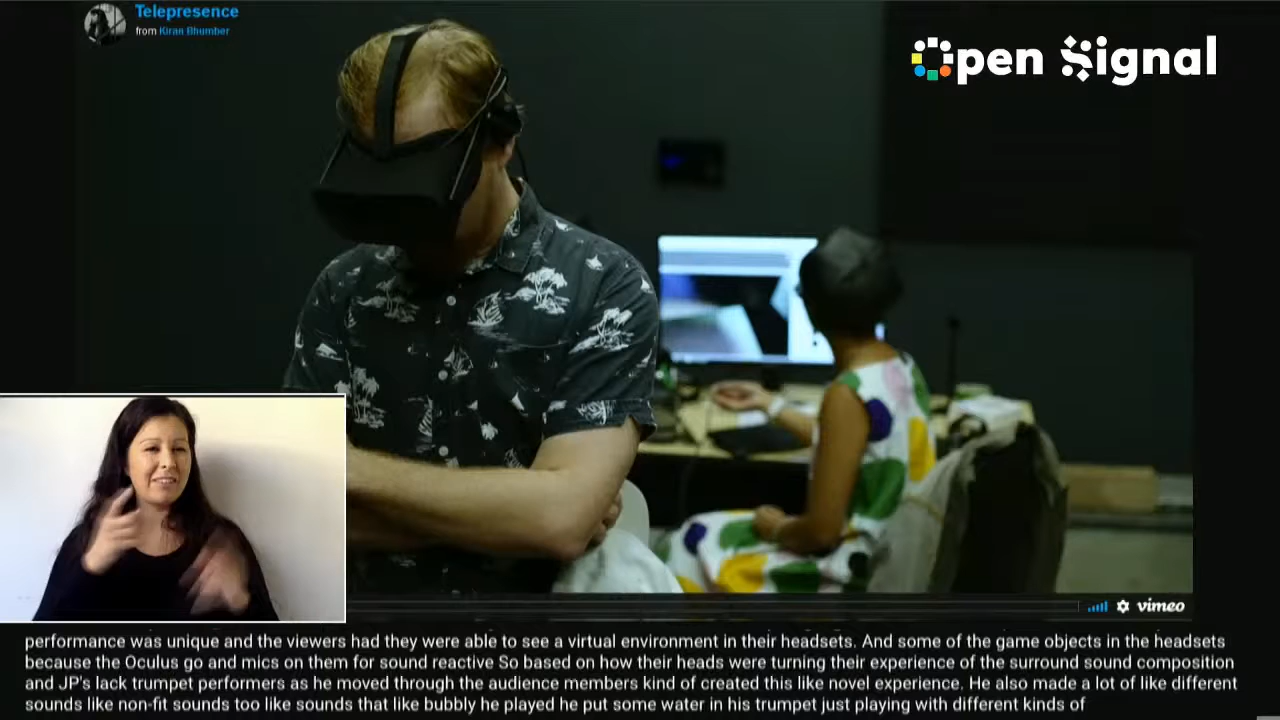 Telepresence
from Kiran Bhumber
Open Signal
vimeo
performance was unique and the viewers had they were able to see a virtual environment in their headsets. And some of the game objects in the headsets
because the Oculus go and mics on them for sound reactive So based on how their heads were turning their experience of the surround sound composition
and JP's lack trumpet performers as he moved through the audience members kind of created this like novel experience. He also made a lot of like different
sounds like non-fit sounds too like sounds that like bubbly he played he put some water in his trumpet just playing with different kinds of